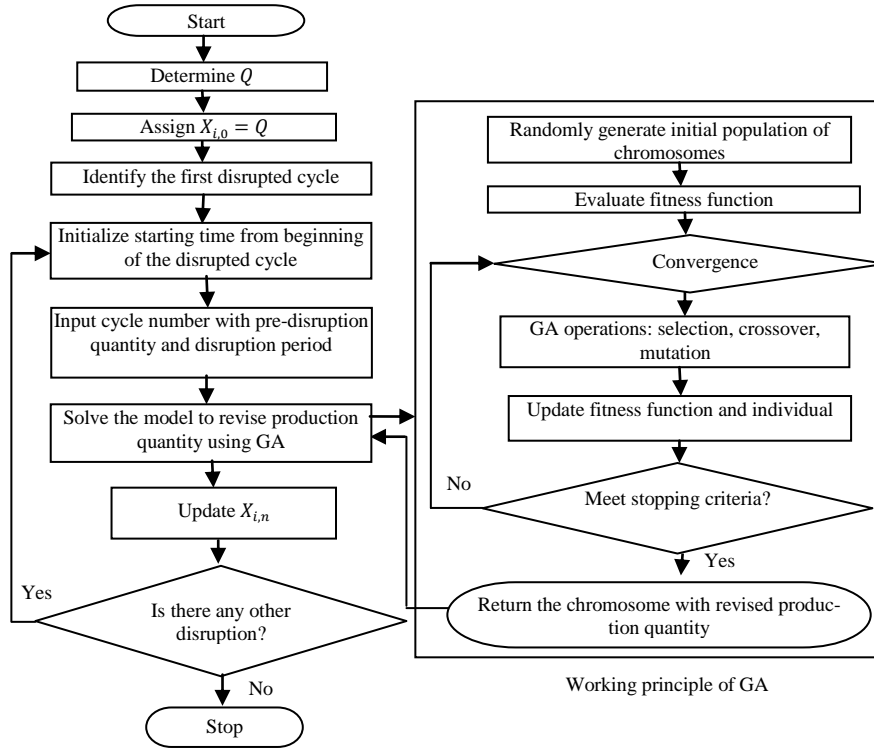 Start
Determine Q
Assign X_{i,0} = Q
Identify the first disrupted cycle
Initialize starting time from beginning
of the disrupted cycle
Input cycle number with pre-disruption
quantity and disruption period
Solve the model to revise production
quantity using GA
Update X_{i,n}
Yes
Is there any other
disruption?
No
Stop
Randomly generate initial population of
chromosomes
Evaluate fitness function
Convergence
GA operations: selection, crossover,
mutation
Update fitness function and individual
No
Meet stopping criteria?
Yes
Return the chromosome with revised produc-
tion quantity
Working principle of GA